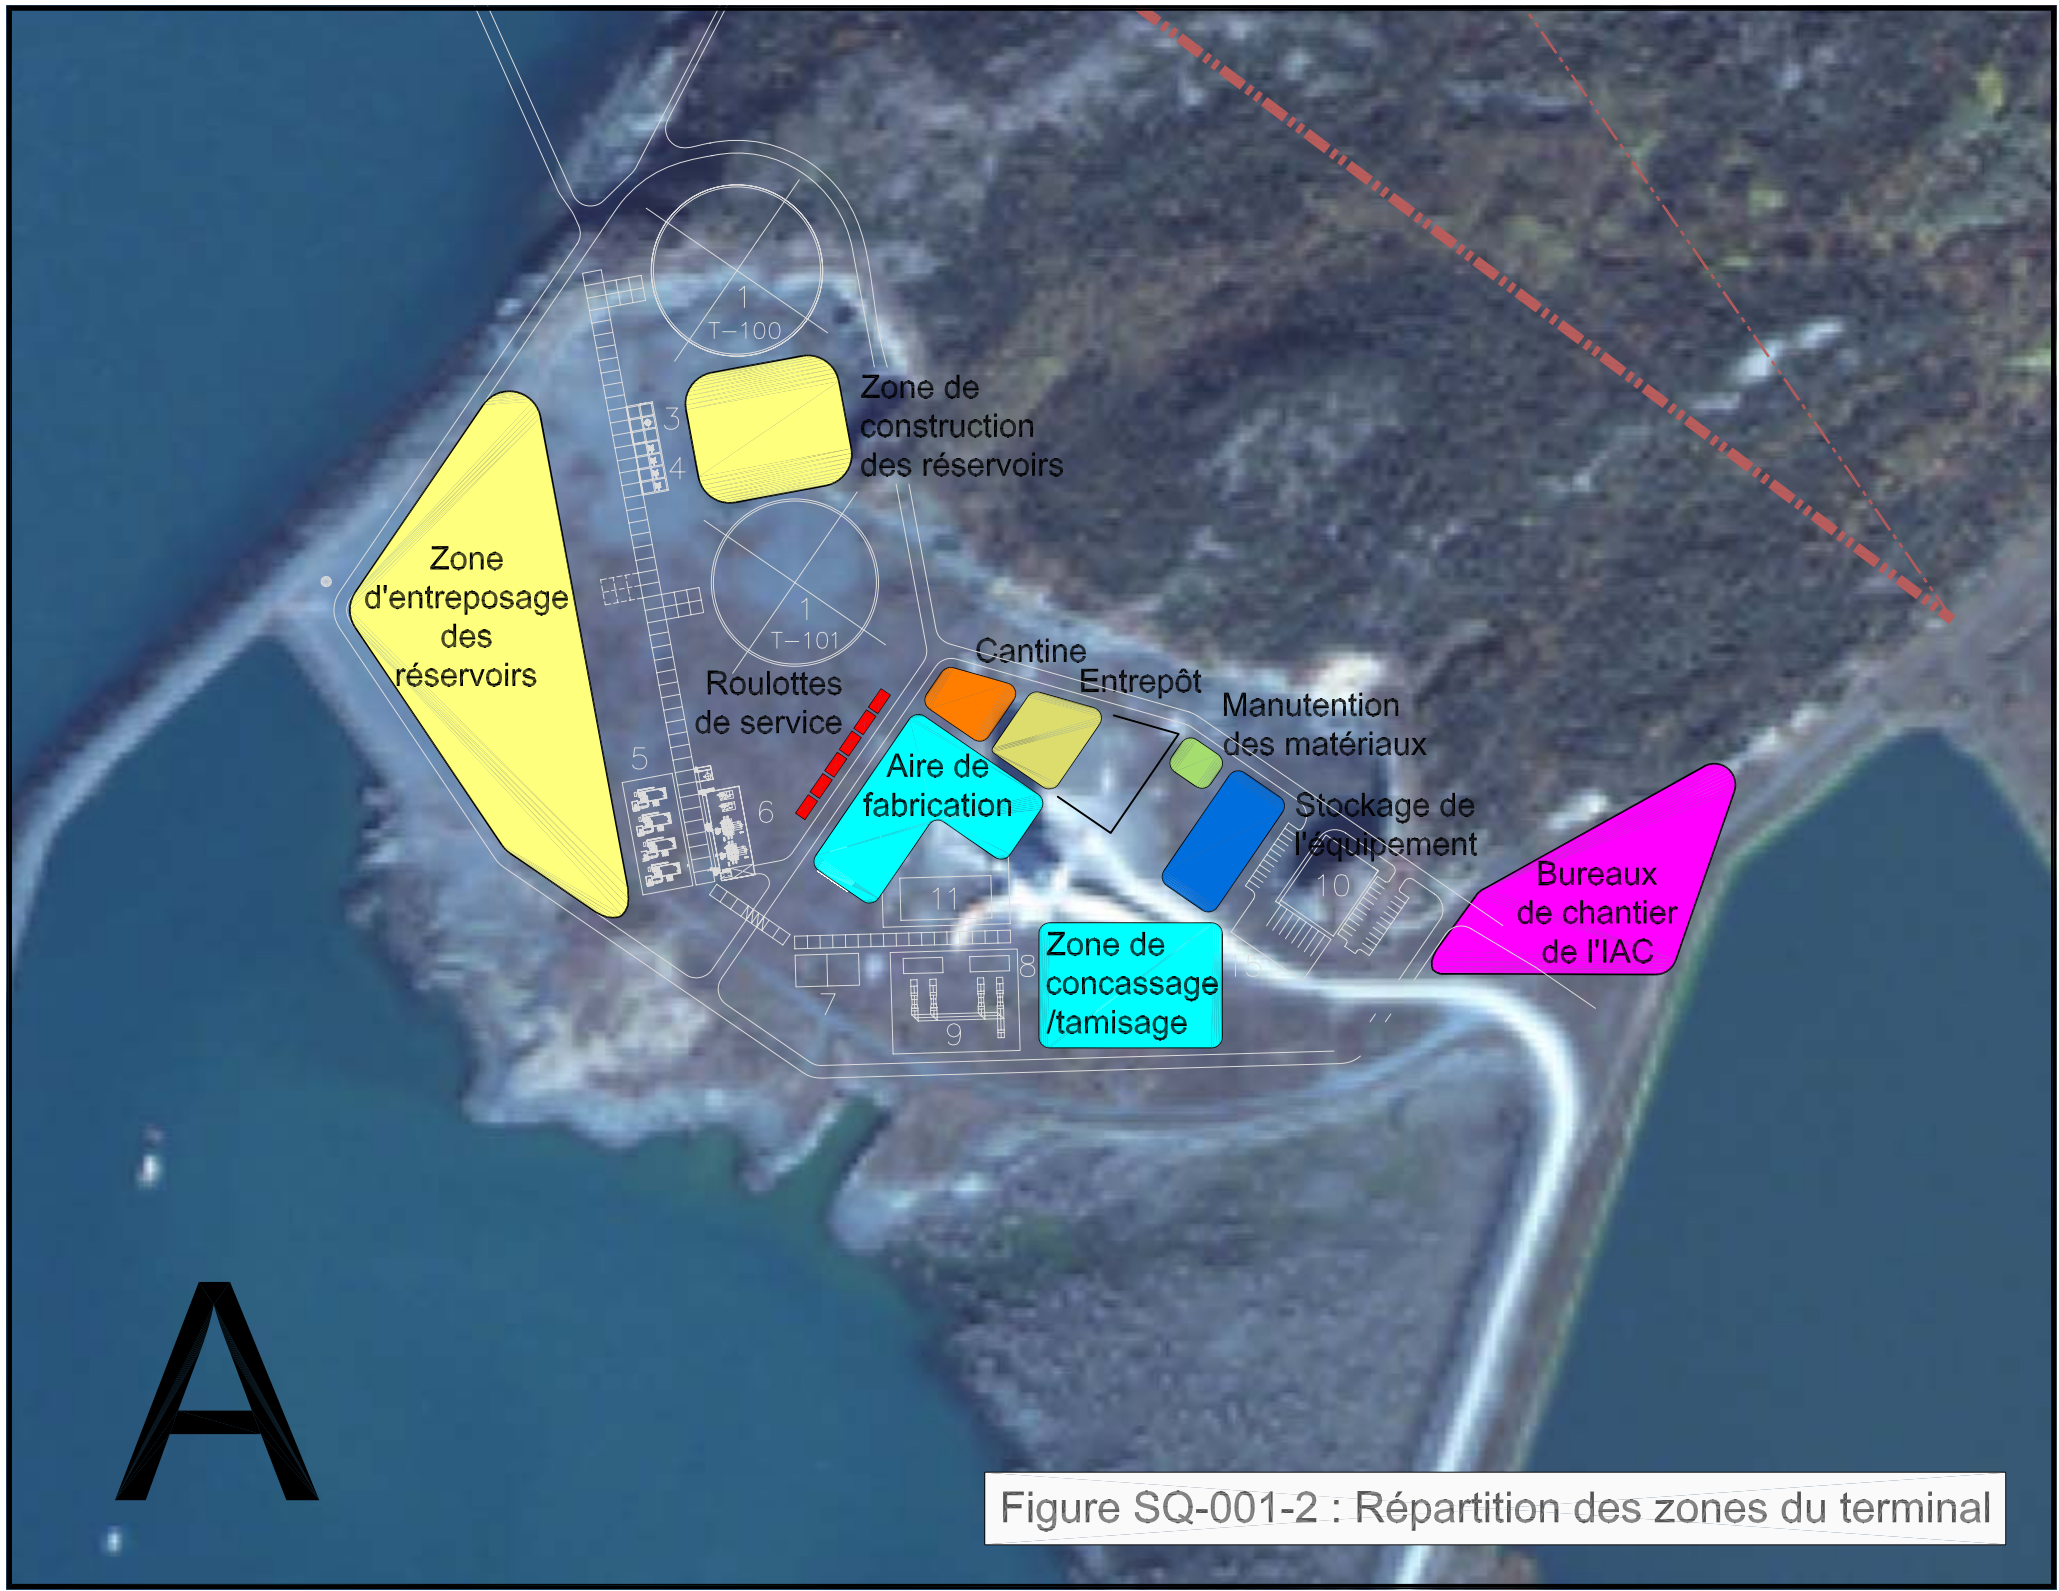 1
T-100
Zone de
construction
des réservoirs
3
4
Zone
d'entreposage
des
réservoirs
1
T-101
Cantine
Entrepôt
Roulottes
de service
Manutention
des matériaux
Aire de
fabrication
5
6
Stockage de
l'équipement
Bureaux
de chantier
de l'IAC
10
11
Zone de
concassage
/tamisage
8
7
9
A
Figure SQ-001-2 : Répartition des zones du terminal